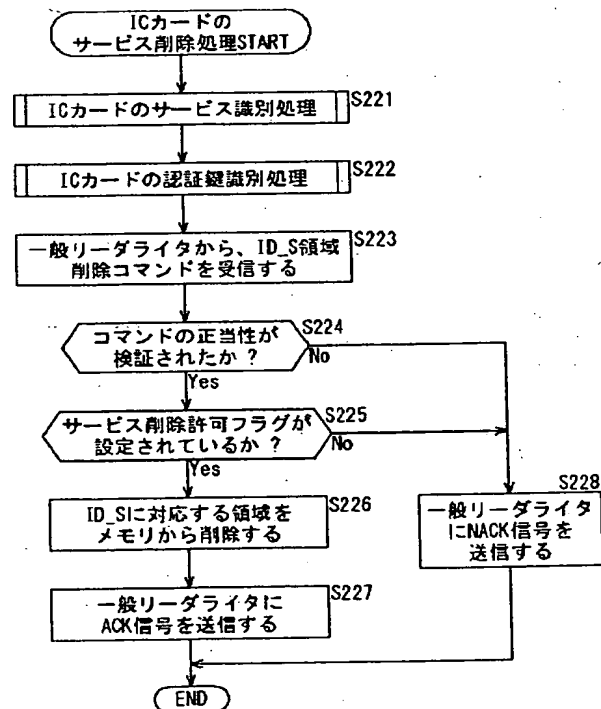 ICカードの
サービス削除処理START
ICカードのサービス識別処理
S221
ICカードの認証鍵識別処理
S222
一般リーダライタから、ID_S領域
削除コマンドを受信する
S223
コマンドの正当性が
検証されたか ?
S224
No
Yes
サービス削除許可フラグが
設定されているか ?
S225
No
Yes
ID_Sに対応する領域を
メモリから削除する
S226
一般リーダライタ
にNACK信号を
送信する
S228
一般リーダライタに
ACK信号を送信する
S227
END